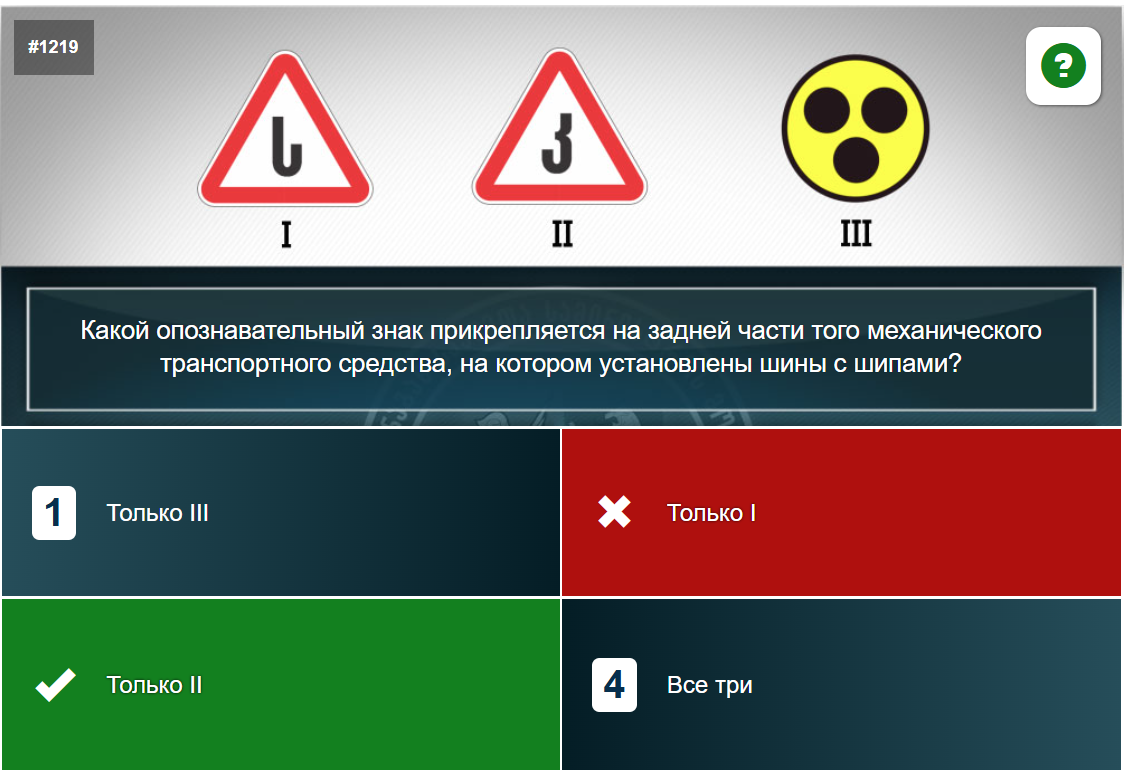 #1219
?
ს
კ
I
II
III
Какой опознавательный знак прикрепляется на задней части того механического
транспортного средства, на котором установлены шины с шипами?
1
Только III
Только I
Только II
4
Все три